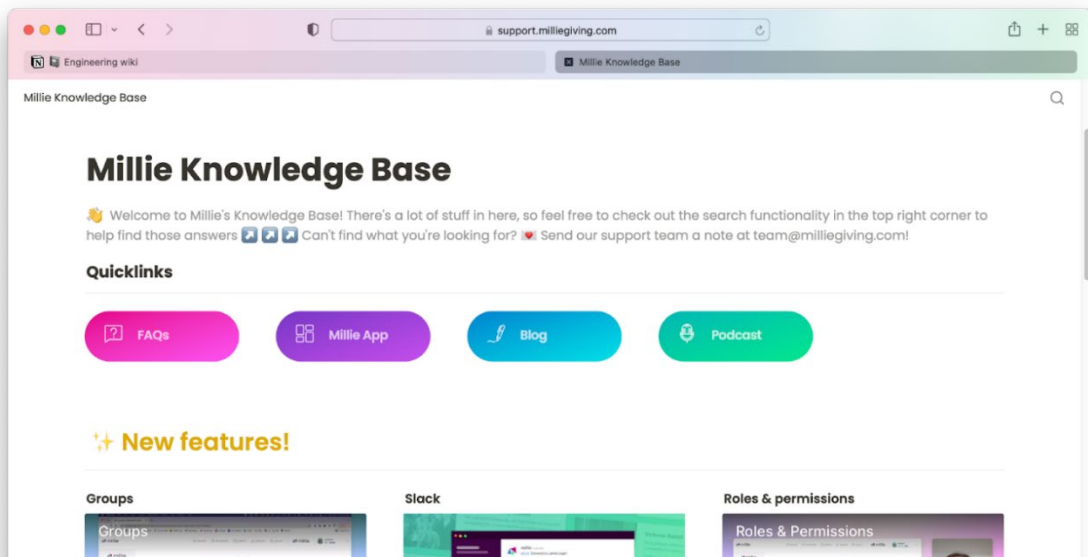 support.milliegiving.com
Engineering wiki
Millie Knowledge Base
Millie Knowledge Base
Millie Knowledge Base
👋 Welcome to Millie's Knowledge Base! There's a lot of stuff in here, so feel free to check out the search functionality in the top right corner to
help find those answers ↗️ ↗️ ↗️ Can't find what you're looking for? 💌 Send our support team a note at team@milliegiving.com!
Quicklinks
FAQs
Millie App
Blog
Podcast
✨ New features!
Groups
Slack
Roles & permissions
Groups
Roles & Permissions